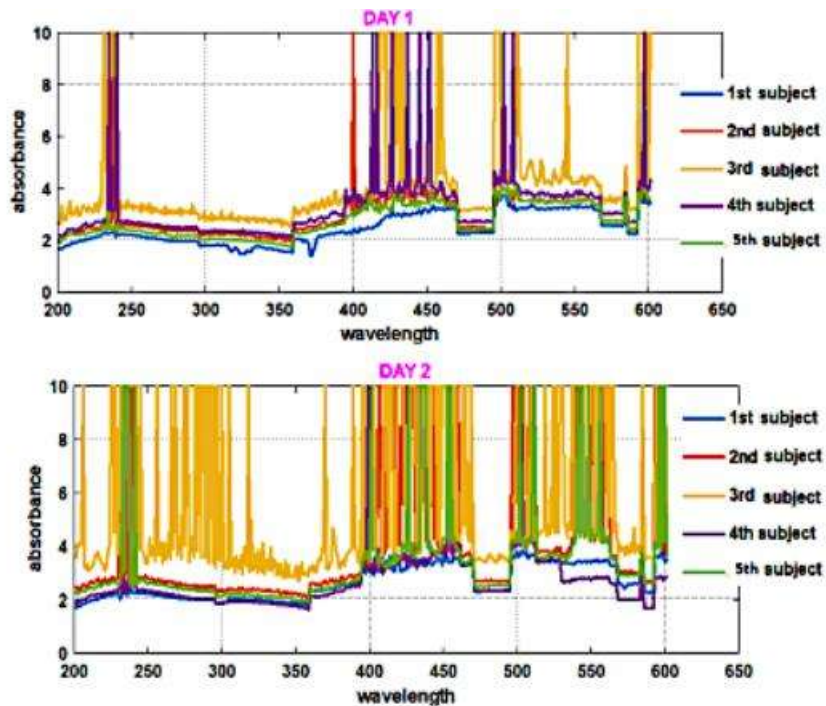 DAY 1
10
8
6
4
2
0
absorbance
200 250 300 350 400 450 500 550 600 650
wavelength
1st subject
2nd subject
3rd subject
4th subject
5th subject
DAY 2
10
8
6
4
2
0
absorbance
200 250 300 350 400 450 500 550 600 650
wavelength
1st subject
2nd subject
3rd subject
4th subject
5th subject